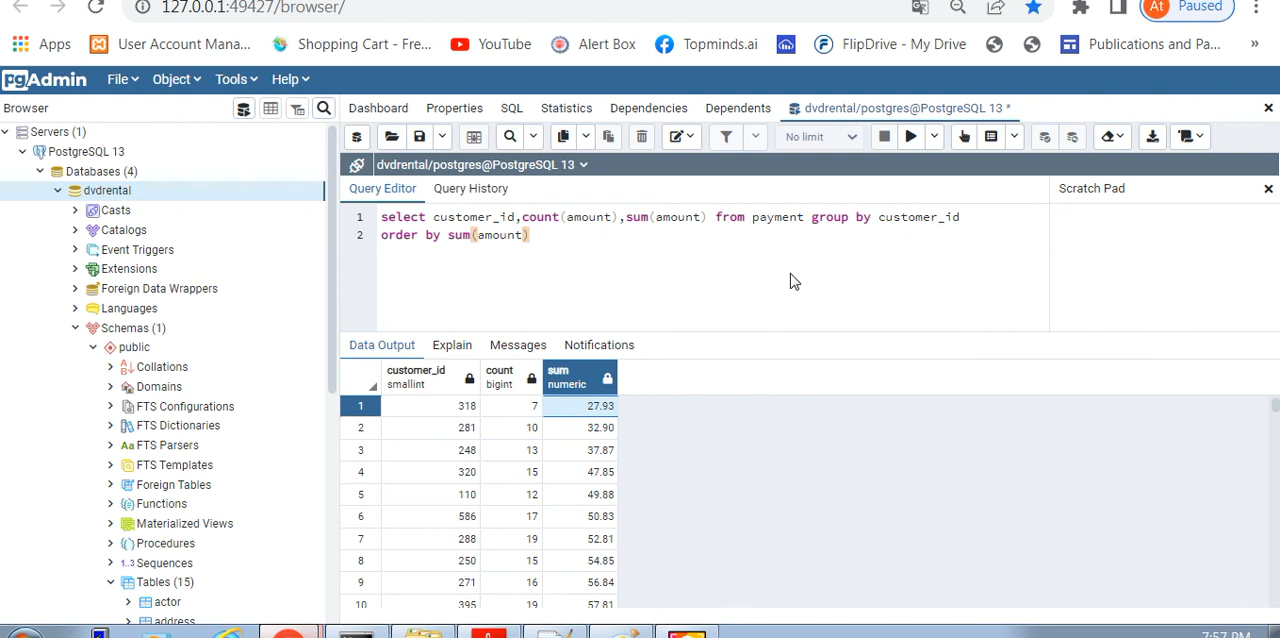 127.0.0.1:49427/browser/
At Paused
Apps User Account Mana... Shopping Cart - Fre... YouTube Alert Box Topminds.ai FlipDrive - My Drive Publications and Pa... »
pgAdmin File Object Tools Help
Browser
Dashboard Properties SQL Statistics Dependencies Dependents dvdrental/postgres@PostgreSQL 13 *
Servers (1)
PostgreSQL 13
Databases (4)
dvdrental
Casts
Catalogs
Event Triggers
Extensions
Foreign Data Wrappers
Languages
Schemas (1)
public
Collations
Domains
FTS Configurations
FTS Dictionaries
Aa FTS Parsers
FTS Templates
Foreign Tables
Functions
Materialized Views
Procedures
1..3 Sequences
Tables (15)
actor
address
No limit
dvdrental/postgres@PostgreSQL 13
Query Editor Query History
Scratch Pad
1 select customer_id,count(amount),sum(amount) from payment group by customer_id
2 order by sum(amount)
Data Output Explain Messages Notifications
customer_id count sum
smallint bigint numeric
1 318 7 27.93
2 281 10 32.90
3 248 13 37.87
4 320 15 47.85
5 110 12 49.88
6 586 17 50.83
7 288 19 52.81
8 250 15 54.85
9 271 16 56.84
10 395 19 57.81
7:57 PM